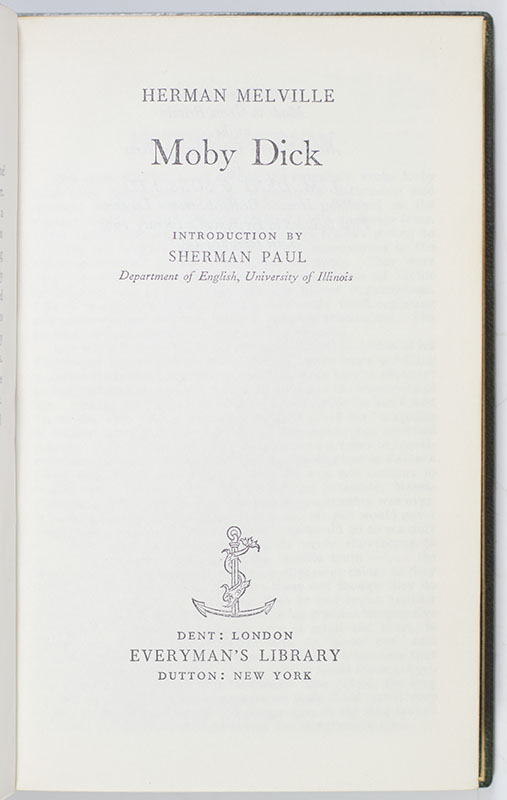 HERMAN MELVILLE
Moby Dick
INTRODUCTION BY
SHERMAN PAUL
Department of English, University of Illinois
DENT: LONDON
EVERYMAN'S LIBRARY
DUTTON: NEW YORK